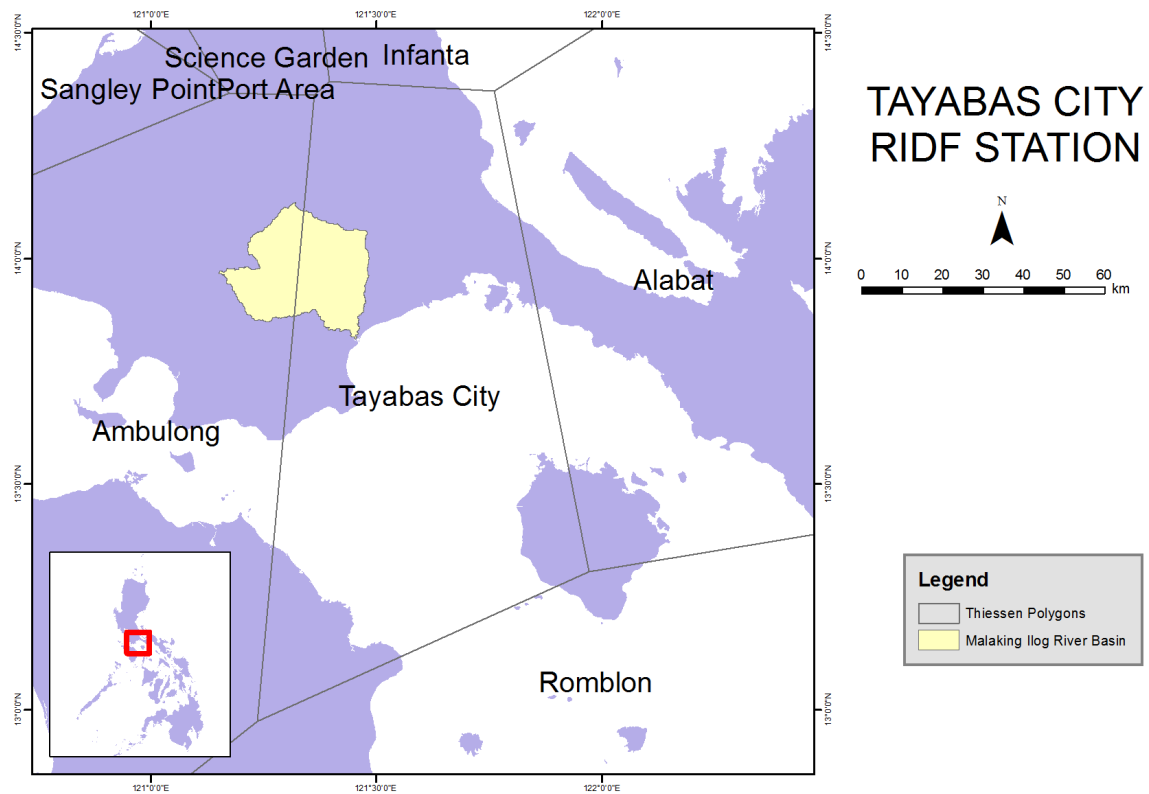 121°0'0"E
121°30'0"E
122°0'0"E
14°30'0"N
14°30'0"N
Science Garden
Infanta
Sangley Point
Port Area
TAYABAS CITY
RIDF STATION
N
14°0'0"N
14°0'0"N
Alabat
0 10 20 30 40 50 60
km
Tayabas City
Ambulong
13°30'0"N
13°30'0"N
Legend
Thiessen Polygons
Malaking Ilog River Basin
Romblon
13°0'0"N
13°0'0"N
121°0'0"E
121°30'0"E
122°0'0"E